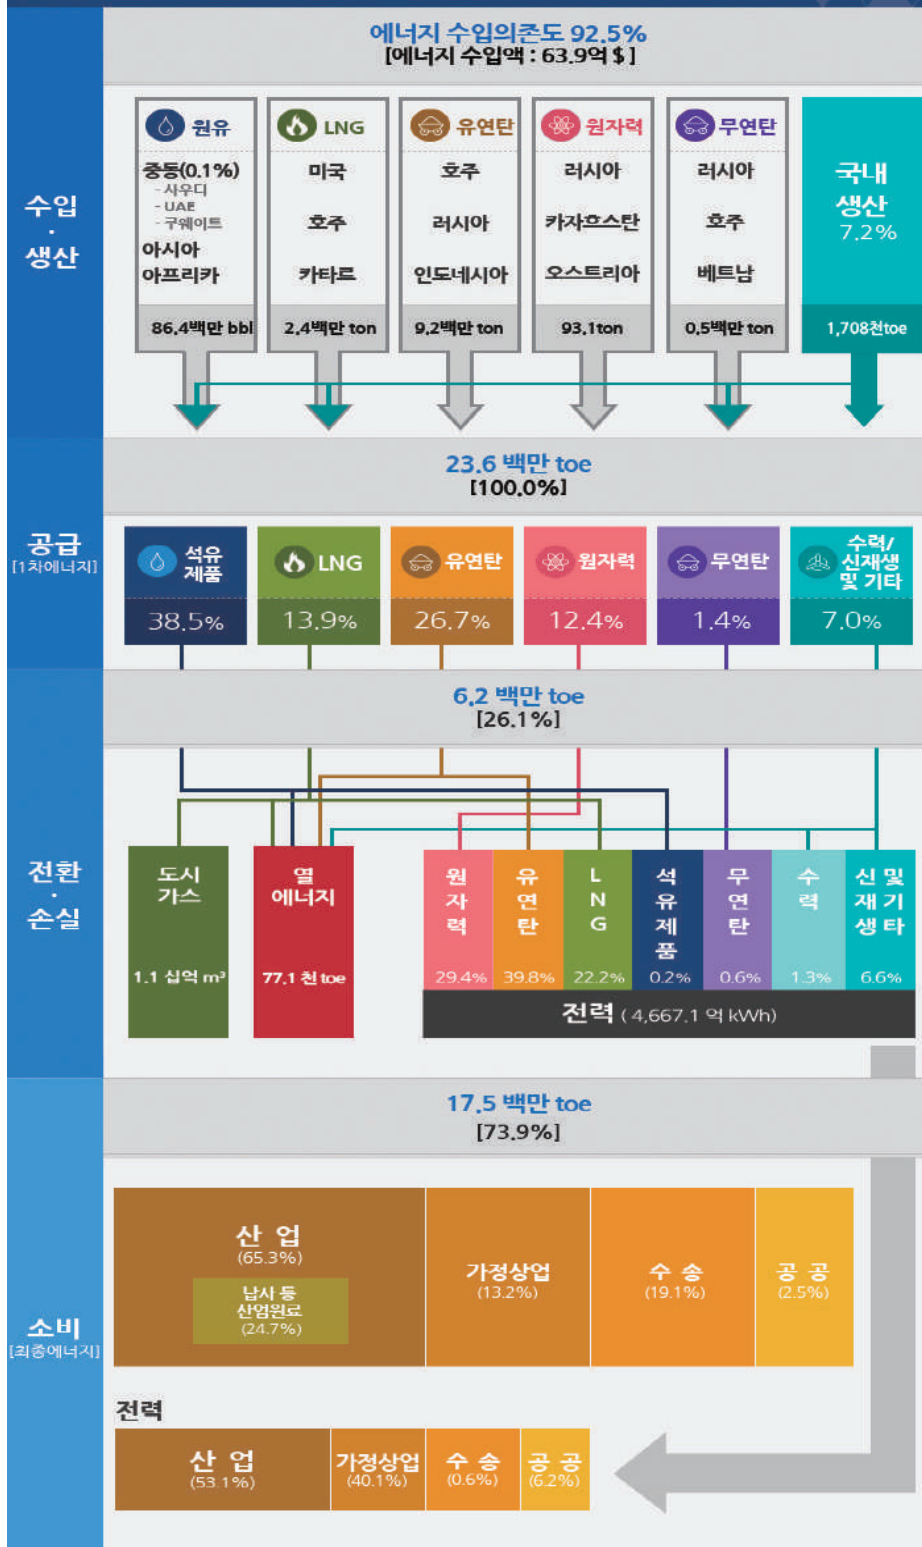 에너지 수입의존도 92.5%
[에너지 수입액 : 63.9억 $ ]
수입
·
생산
원유
중동(0.1%)
- 사우디
- UAE
- 구웨이트
아시아
아프리카
86.4백만 bbl
LNG
미국
호주
카타르
2.4백만 ton
유연탄
호주
러시아
인도네시아
9.2백만 ton
원자력
러시아
카자흐스탄
오스트리아
93.1ton
무연탄
러시아
호주
베트남
0.5백만 ton
국내
생산
7.2%
1,708천toe
23.6 백만 toe
[100.0%]
공급
[1차에너지]
석유
제품
38.5%
LNG
13.9%
유연탄
26.7%
원자력
12.4%
무연탄
1.4%
수력/
신재생
및 기타
7.0%
6.2 백만 toe
[26.1%]
전환
·
손실
도시
가스
1.1 십억 m³
열
에너지
77.1 천 toe
원자력
29.4%
유연탄
39.8%
LNG
22.2%
석유제품
0.2%
무연탄
0.6%
수력
1.3%
신 및
재 기
생 타
6.6%
전력 ( 4,667.1 억 kWh)
17.5 백만 toe
[73.9%]
소비
[최종에너지]
산 업
(65.3%)
납사 등
산업원료
(24.7%)
가정상업
(13.2%)
수 송
(19.1%)
공 공
(2.5%)
전력
산 업
(53.1%)
가정상업
(40.1%)
수 송
(0.6%)
공 공
(6.2%)